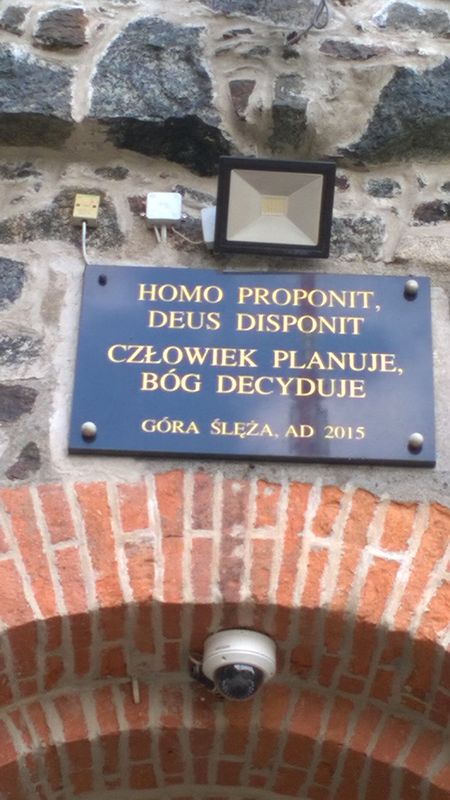 HOMO PROPONIT,
DEUS DISPONIT
CZŁOWIEK PLANUJE,
BÓG DECYDUJE
GÓRA ŚLĘŻA, AD 2015